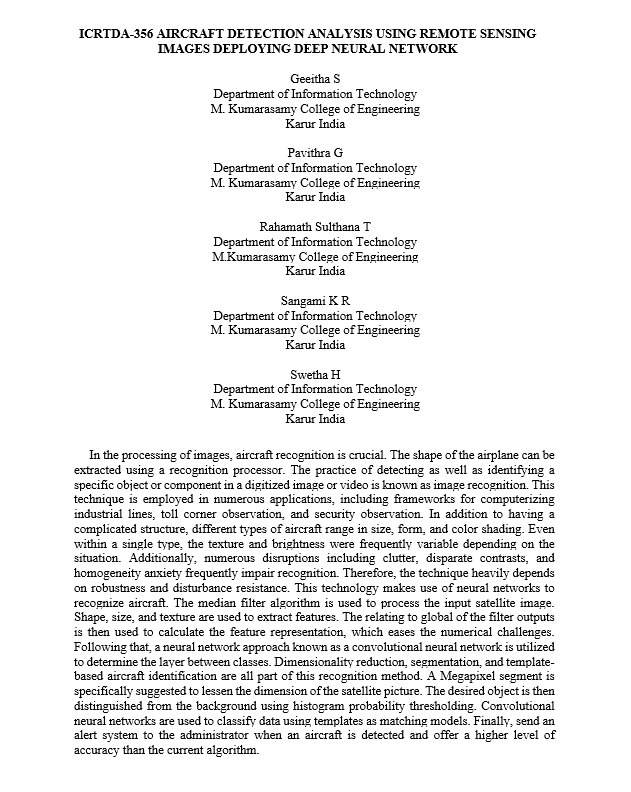 ICRTDA-356 AIRCRAFT DETECTION ANALYSIS USING REMOTE SENSING
IMAGES DEPLOYING DEEP NEURAL NETWORK
Geeitha S
Department of Information Technology
M. Kumarasamy College of Engineering
Karur India
Pavithra G
Department of Information Technology
M. Kumarasamy College of Engineering
Karur India
Rahamath Sulthana T
Department of Information Technology
M.Kumarasamy College of Engineering
Karur India
Sangami K R
Department of Information Technology
M. Kumarasamy College of Engineering
Karur India
Swetha H
Department of Information Technology
M. Kumarasamy College of Engineering
Karur India
In the processing of images, aircraft recognition is crucial. The shape of the airplane can be
extracted using a recognition processor. The practice of detecting as well as identifying a
specific object or component in a digitized image or video is known as image recognition. This
technique is employed in numerous applications, including frameworks for computerizing
industrial lines, toll corner observation, and security observation. In addition to having a
complicated structure, different types of aircraft range in size, form, and color shading. Even
within a single type, the texture and brightness were frequently variable depending on the
situation. Additionally, numerous disruptions including clutter, disparate contrasts, and
homogeneity anxiety frequently impair recognition. Therefore, the technique heavily depends
on robustness and disturbance resistance. This technology makes use of neural networks to
recognize aircraft. The median filter algorithm is used to process the input satellite image.
Shape, size, and texture are used to extract features. The relating to global of the filter outputs
is then used to calculate the feature representation, which eases the numerical challenges.
Following that, a neural network approach known as a convolutional neural network is utilized
to determine the layer between classes. Dimensionality reduction, segmentation, and template-
based aircraft identification are all part of this recognition method. A Megapixel segment is
specifically suggested to lessen the dimension of the satellite picture. The desired object is then
distinguished from the background using histogram probability thresholding. Convolutional
neural networks are used to classify data using templates as matching models. Finally, send an
alert system to the administrator when an aircraft is detected and offer a higher level of
accuracy than the current algorithm.